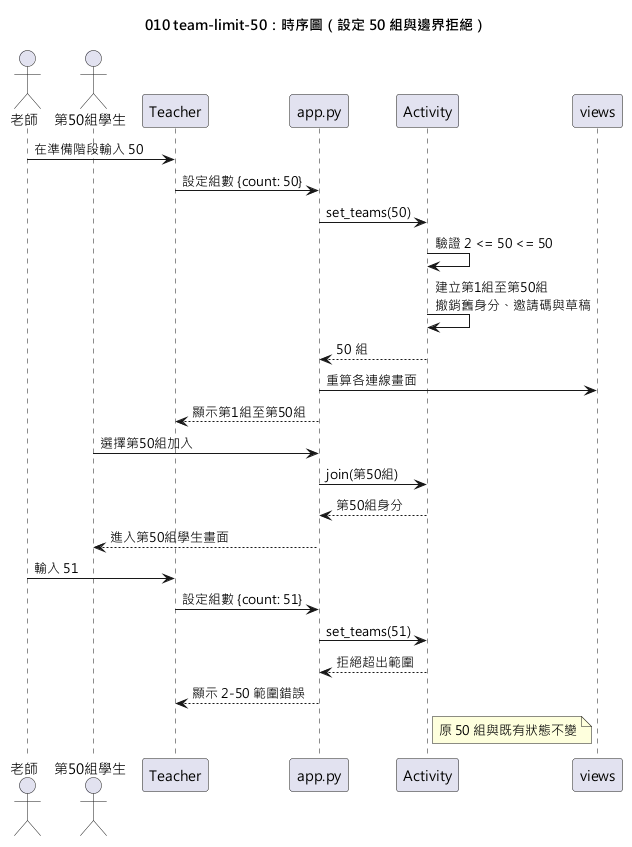 010 team-limit-50：時序圖（設定 50 組與邊界拒絕）
老師
第50組學生
Teacher
app.py
Activity
views
在準備階段輸入 50
設定組數 {count: 50}
set_teams(50)
驗證 2 <= 50 <= 50
建立第1組至第50組
撤銷舊身分、邀請碼與草稿
50 組
重算各連線畫面
顯示第1組至第50組
選擇第50組加入
join(第50組)
第50組身分
進入第50組學生畫面
輸入 51
設定組數 {count: 51}
set_teams(51)
拒絕超出範圍
顯示 2-50 範圍錯誤
原 50 組與既有狀態不變
老師
第50組學生
Teacher
app.py
Activity
views